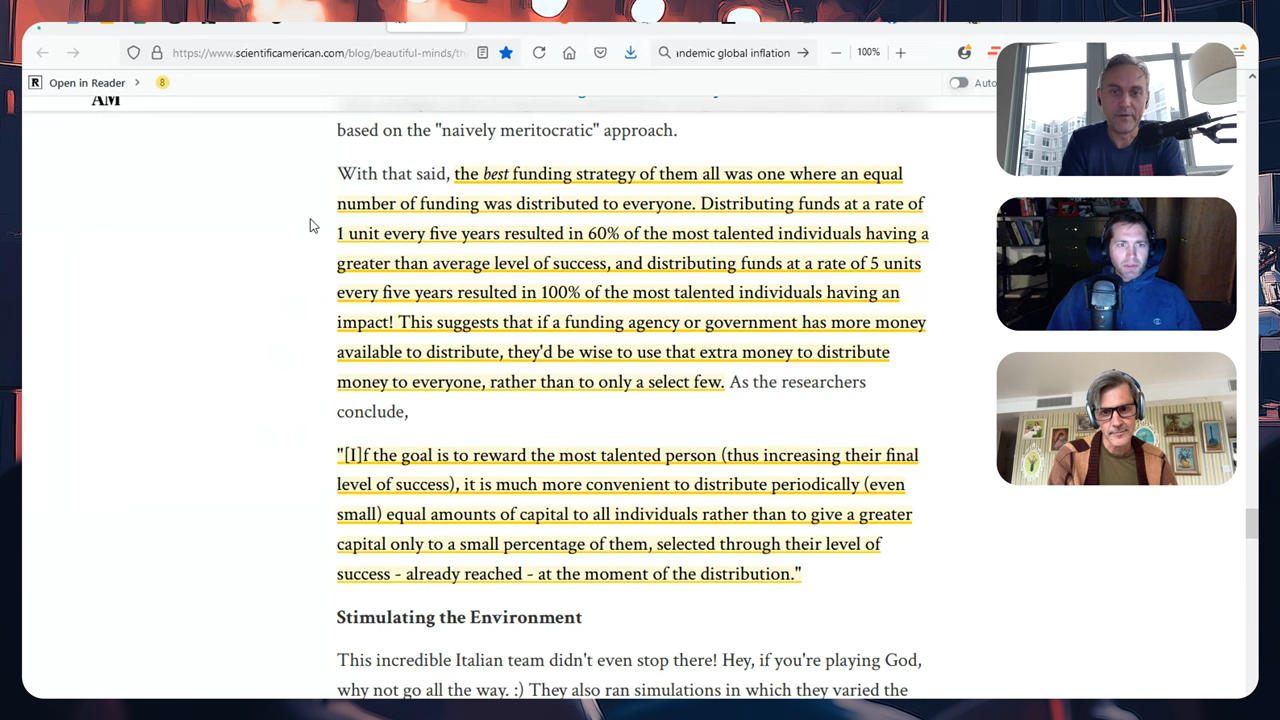 https://www.scientificamerican.com/blog/beautiful-minds/th
ndemic global inflation
100%
Open in Reader
8
Auto
AM
based on the "naively meritocratic" approach.
With that said, the best funding strategy of them all was one where an equal
number of funding was distributed to everyone. Distributing funds at a rate of
1 unit every five years resulted in 60% of the most talented individuals having a
greater than average level of success, and distributing funds at a rate of 5 units
every five years resulted in 100% of the most talented individuals having an
impact! This suggests that if a funding agency or government has more money
available to distribute, they'd be wise to use that extra money to distribute
money to everyone, rather than to only a select few. As the researchers
conclude,
"[I]f the goal is to reward the most talented person (thus increasing their final
level of success), it is much more convenient to distribute periodically (even
small) equal amounts of capital to all individuals rather than to give a greater
capital only to a small percentage of them, selected through their level of
success - already reached - at the moment of the distribution."
Stimulating the Environment
This incredible Italian team didn't even stop there! Hey, if you're playing God,
why not go all the way. :) They also ran simulations in which they varied the